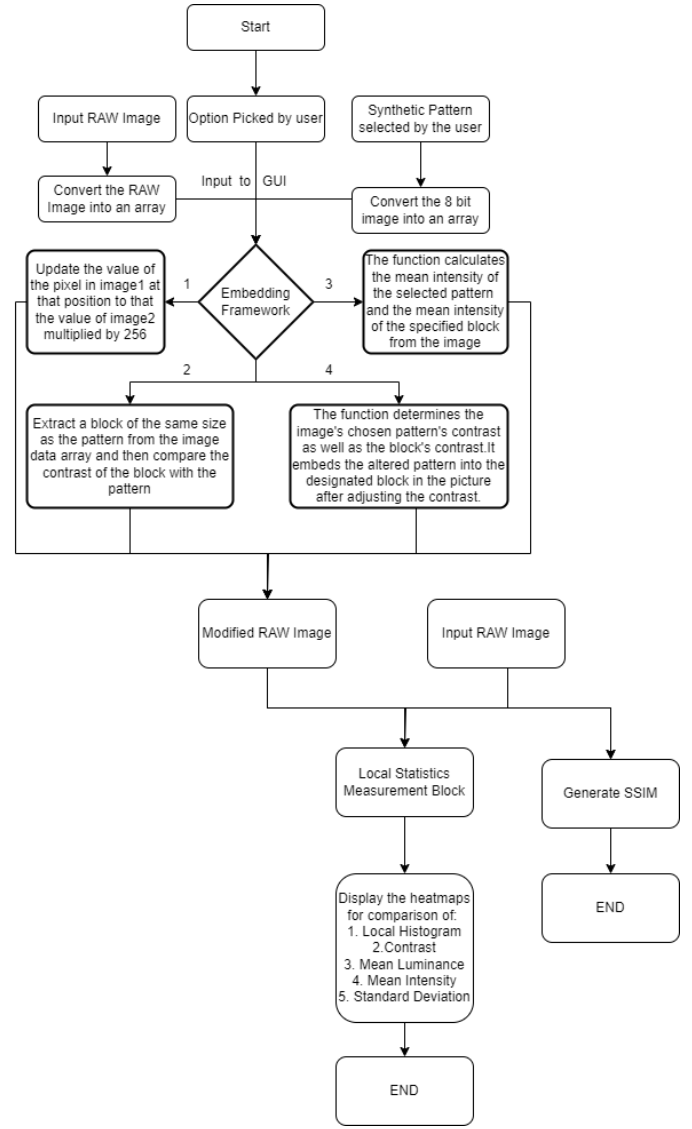 Start
Input RAW Image
Option Picked by user
Synthetic Pattern
selected by the user
Convert the RAW
Image into an array
Input to GUI
Convert the 8 bit
image into an array
Update the value of
the pixel in image1 at
that position to that
the value of image2
multiplied by 256
1
Embedding
Framework
3
The function calculates
the mean intensity of
the selected pattern
and the mean intensity
of the specified block
from the image
2
4
Extract a block of the same size
as the pattern from the image
data array and then compare the
contrast of the block with the
pattern
The function determines the
image's chosen pattern's contrast
as well as the block's contrast.It
embeds the altered pattern into the
designated block in the picture
after adjusting the contrast.
Modified RAW Image
Input RAW Image
Local Statistics
Measurement Block
Generate SSIM
Display the heatmaps
for comparison of:
1. Local Histogram
2.Contrast
3. Mean Luminance
4. Mean Intensity
5. Standard Deviation
END
END